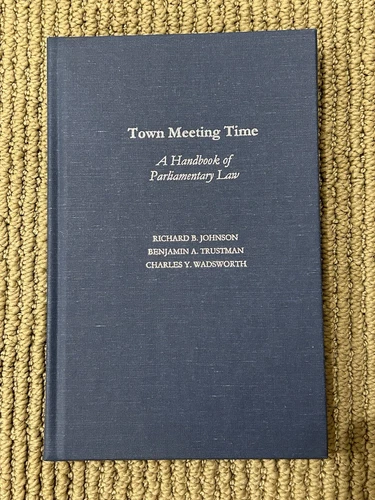 Town Meeting Time
A Handbook of
Parliamentary Law
RICHARD B. JOHNSON
BENJAMIN A. TRUSTMAN
CHARLES Y. WADSWORTH